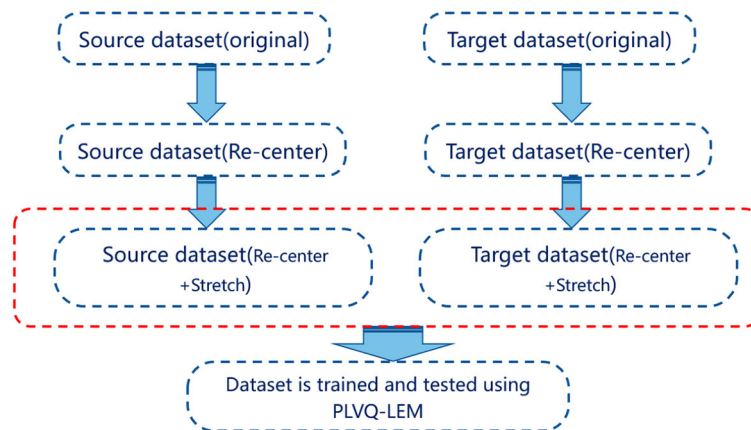 Source dataset(original)
Target dataset(original)
Source dataset(Re-center)
Target dataset(Re-center)
Source dataset(Re-center
+Stretch)
Target dataset(Re-center
+Stretch)
Dataset is trained and tested using
PLVQ-LEM